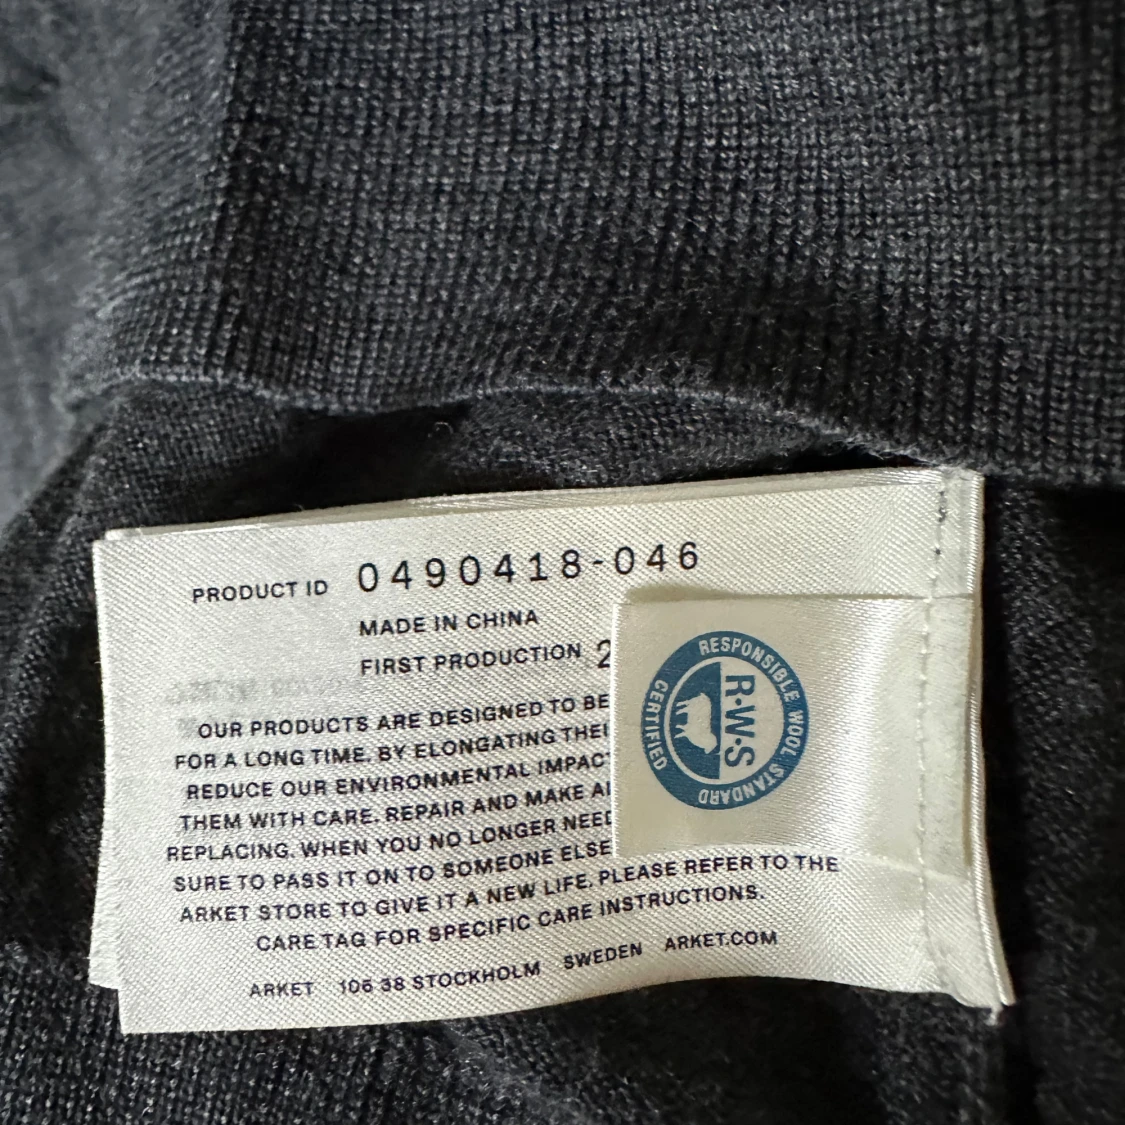 PRODUCT ID 0490418-046
MADE IN CHINA
FIRST PRODUCTION 2
OUR PRODUCTS ARE DESIGNED TO BE
FOR A LONG TIME. BY ELONGATING THEI
REDUCE OUR ENVIRONMENTAL IMPACT
THEM WITH CARE. REPAIR AND MAKE
REPLACING. WHEN YOU NO LONGER NEED
SURE TO PASS IT ON TO SOMEONE ELSE
ARKET STORE TO GIVE IT A NEW LIFE. PLEASE REFER TO THE
CARE TAG FOR SPECIFIC CARE INSTRUCTIONS.
ARKET 106 38 STOCKHOLM SWEDEN ARKET.COM
RESPONSIBLE WOOL STANDARD
CERTIFIED
R·W·S